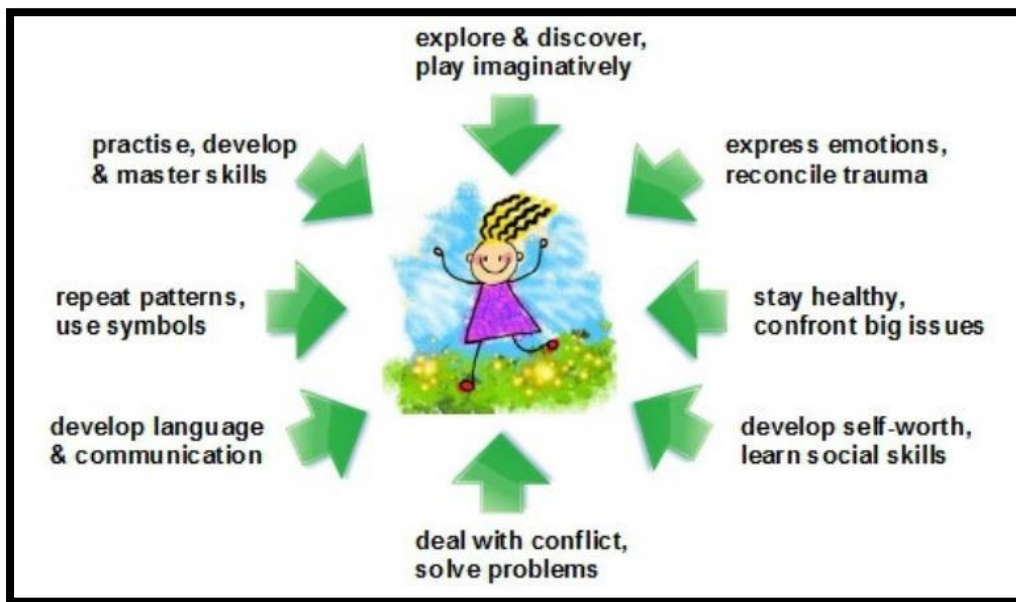 explore & discover,
play imaginatively
practise, develop
& master skills
express emotions,
reconcile trauma
repeat patterns,
use symbols
stay healthy,
confront big issues
develop language
& communication
develop self-worth,
learn social skills
deal with conflict,
solve problems